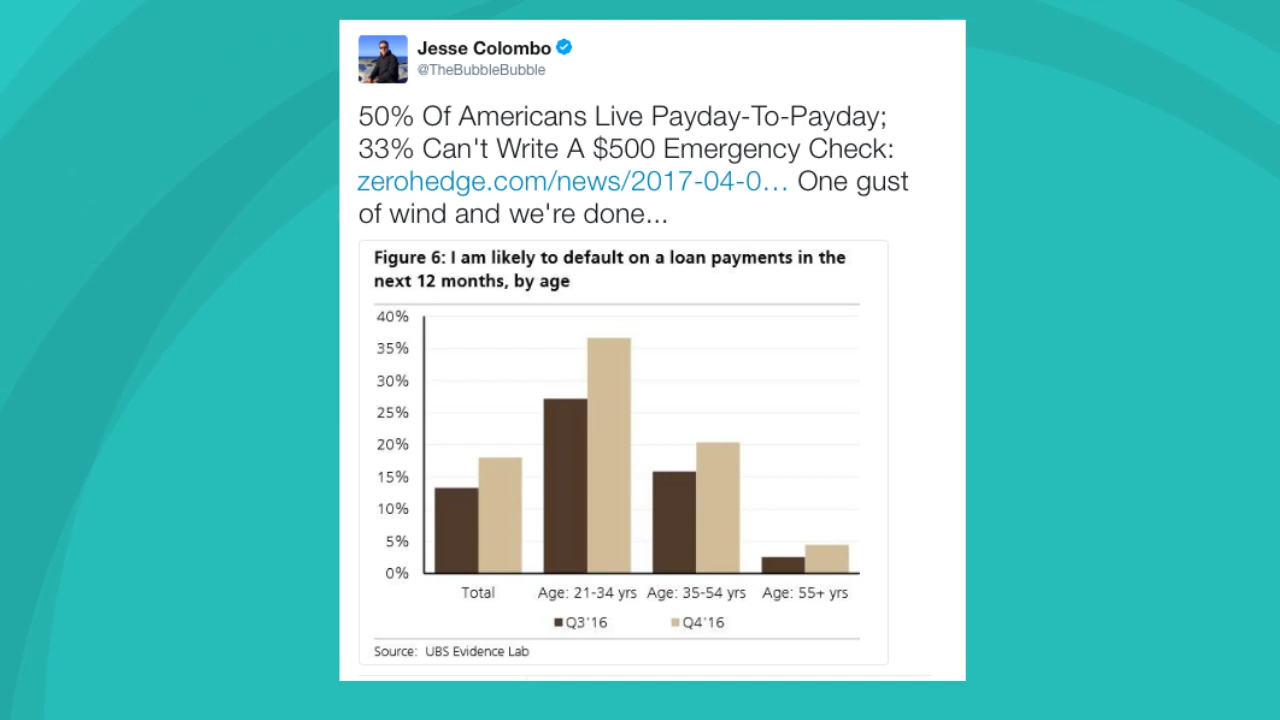 Jesse Colombo
@TheBubbleBubble
50% Of Americans Live Payday-To-Payday;
33% Can't Write A $500 Emergency Check:
zerohedge.com/news/2017-04-0… One gust
of wind and we're done...
Figure 6: I am likely to default on a loan payments in the
next 12 months, by age
40%
35%
30%
25%
20%
15%
10%
5%
0%
Total Age: 21-34 yrs Age: 35-54 yrs Age: 55+ yrs
Q3'16 Q4'16
Source: UBS Evidence Lab